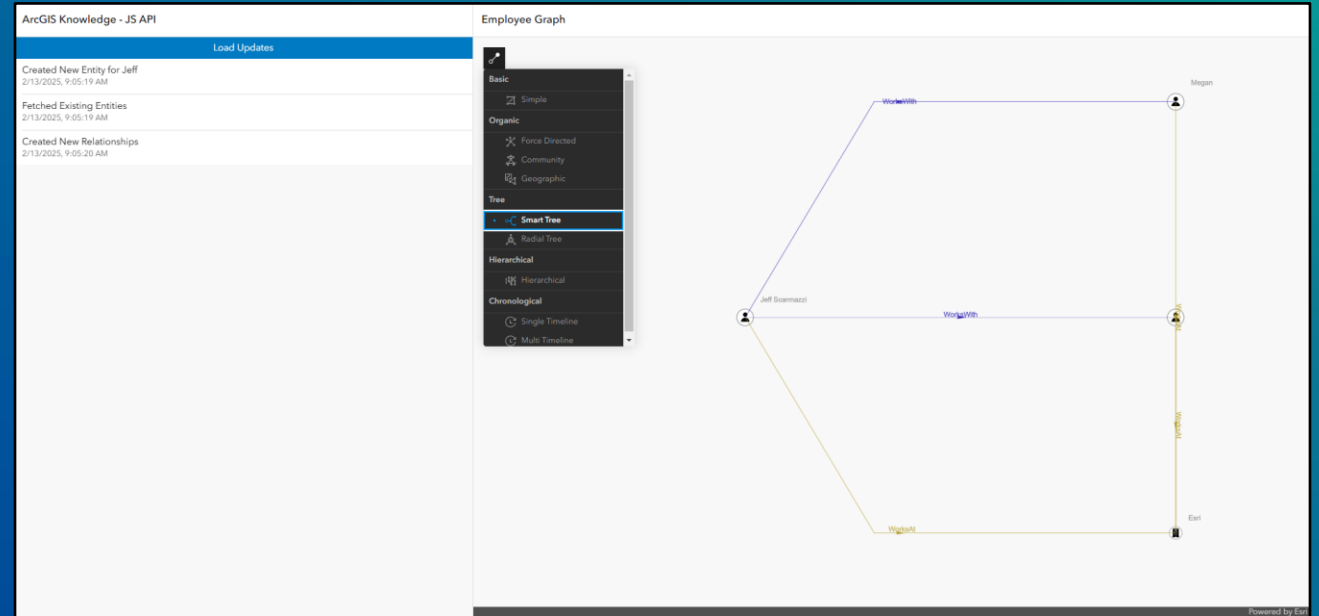 ArcGIS Knowledge - JS API
Load Updates
Created New Entity for Jeff
2/13/2025, 9:05:19 AM
Fetched Existing Entities
2/13/2025, 9:05:19 AM
Created New Relationships
2/13/2025, 9:05:20 AM
Employee Graph
Basic
Simple
Organic
Force Directed
Community
Geographic
Tree
Smart Tree
Radial Tree
Hierarchical
Hierarchical
Chronological
Single Timeline
Multi Timeline
Megan
WorksWith
Jeff Scarmazzi
WorksWith
WorksAt
WorksAt
Esri
WorksAt
Powered by Esri